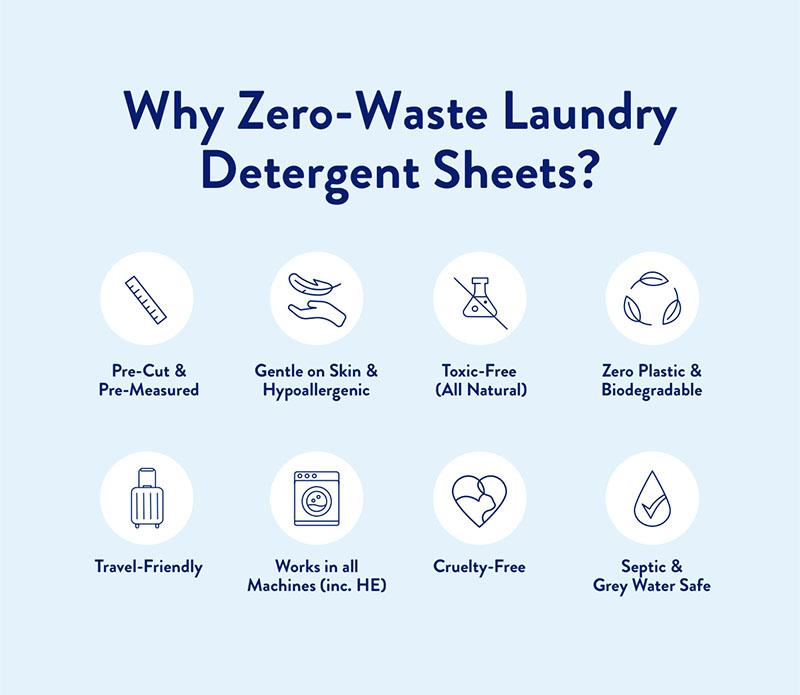 Why Zero-Waste Laundry
Detergent Sheets?
Pre-Cut &
Pre-Measured
Gentle on Skin &
Hypoallergenic
Toxic-Free
(All Natural)
Zero Plastic &
Biodegradable
Travel-Friendly
Works in all
Machines (inc. HE)
Cruelty-Free
Septic &
Grey Water Safe